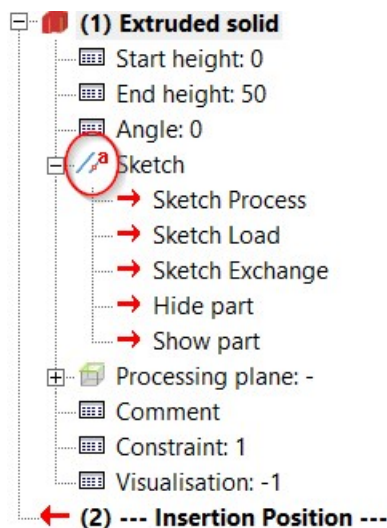 (1) Extruded solid
Start height: 0
End height: 50
Angle: 0
a Sketch
Sketch Process
Sketch Load
Sketch Exchange
Hide part
Show part
Processing plane: -
Comment
Constraint: 1
Visualisation: -1
(2) --- Insertion Position ---